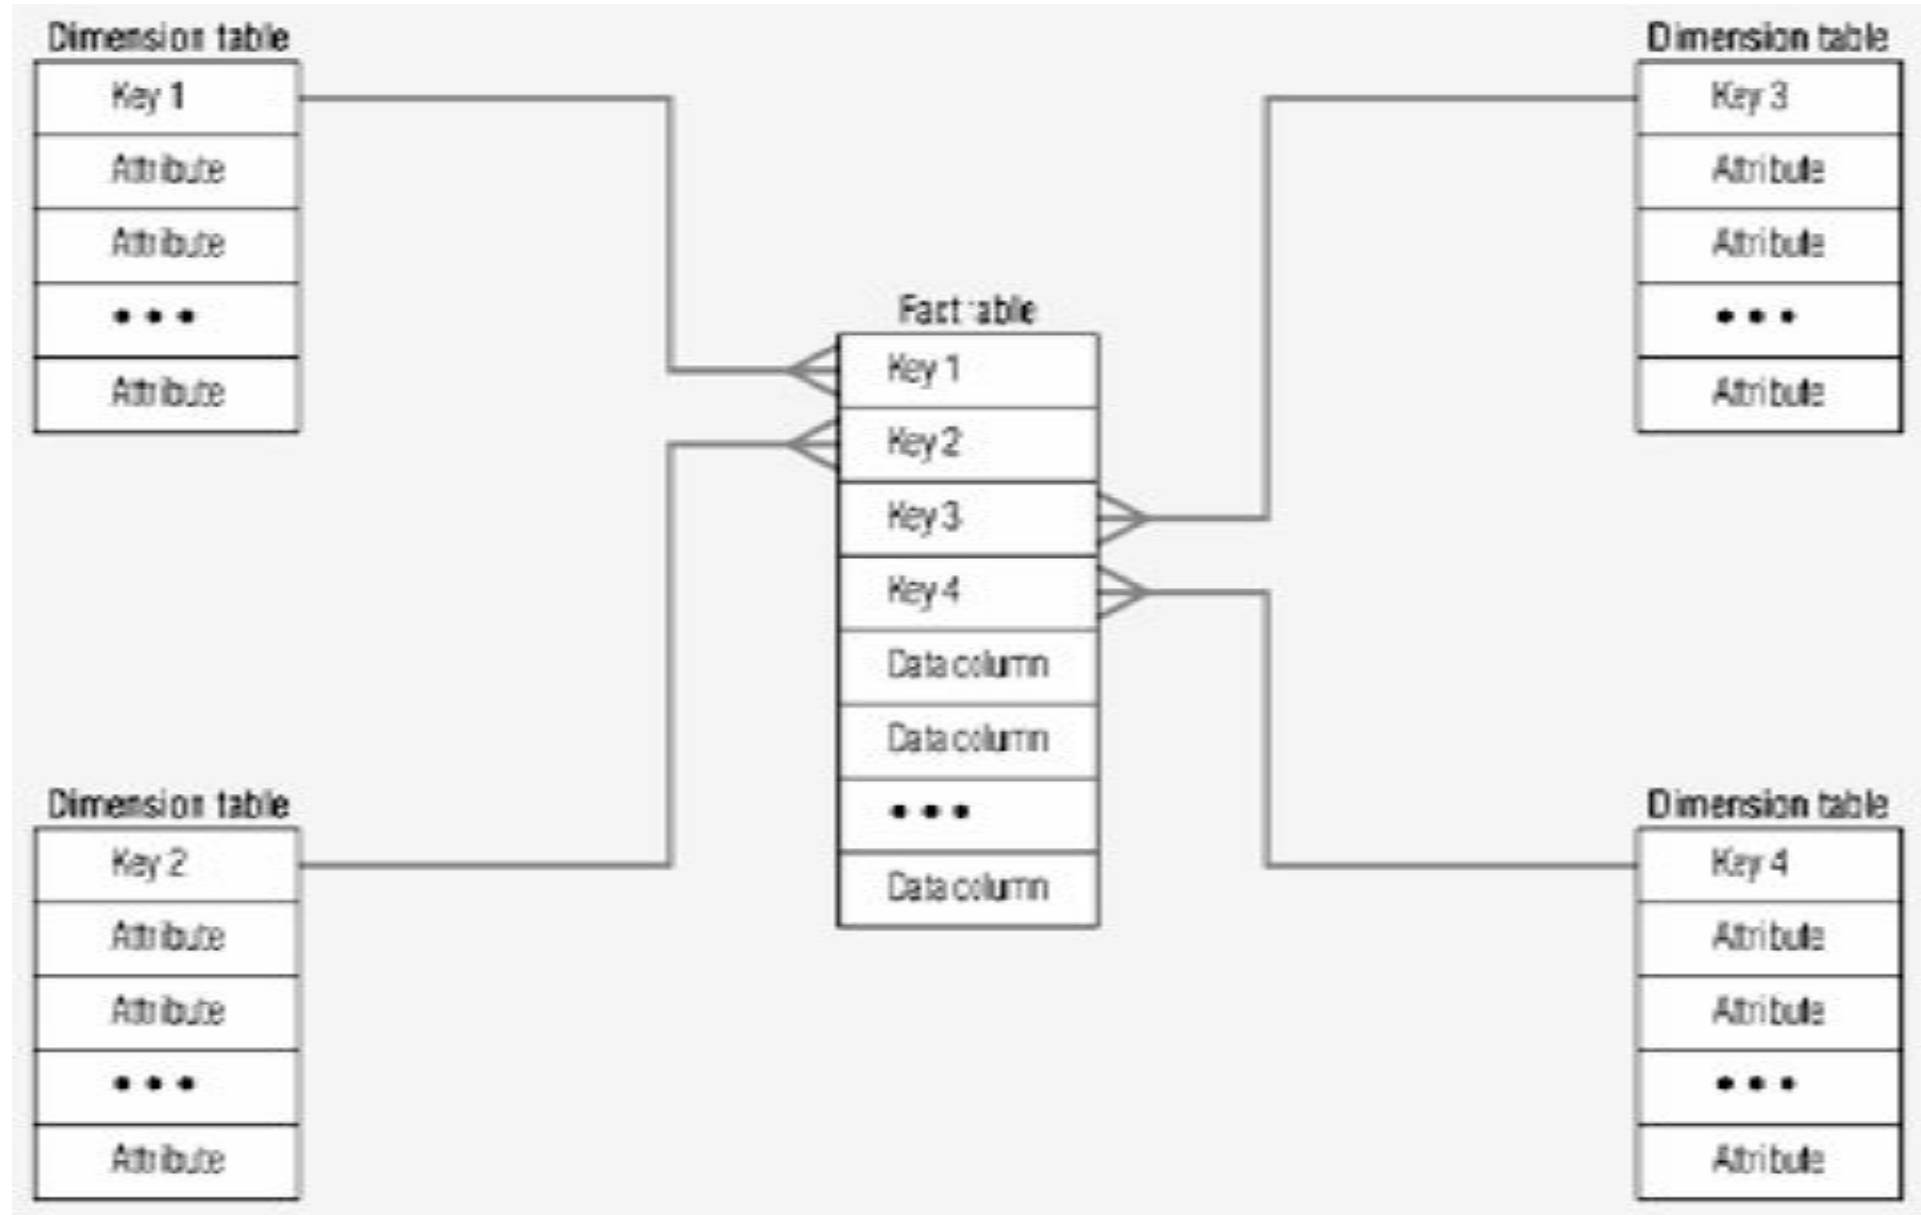 Dimension table
Key 1
Attribute
Attribute
• • •
Attribute
Dimension table
Key 3
Attribute
Attribute
• • •
Attribute
Fact table
Key 1
Key 2
Key 3
Key 4
Data column
Data column
• • •
Data column
Dimension table
Key 2
Attribute
Attribute
• • •
Attribute
Dimension table
Key 4
Attribute
Attribute
• • •
Attribute